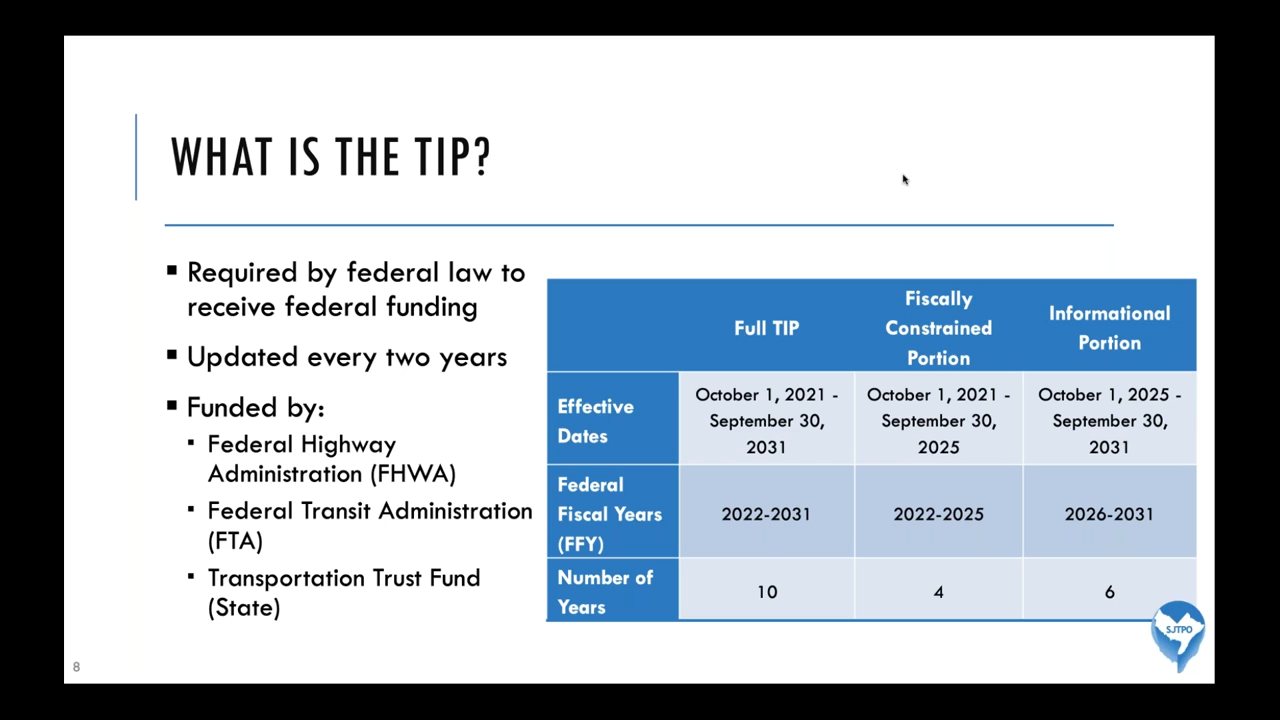 WHAT IS THE TIP?
▪ Required by federal law to
receive federal funding
▪ Updated every two years
▪ Funded by:
▪ Federal Highway
Administration (FHWA)
▪ Federal Transit Administration
(FTA)
▪ Transportation Trust Fund
(State)
Full TIP
Fiscally
Constrained
Portion
Informational
Portion
Effective
Dates
October 1, 2021 -
September 30,
2031
October 1, 2021 -
September 30,
2025
October 1, 2025 -
September 30,
2031
Federal
Fiscal Years
(FFY)
2022-2031
2022-2025
2026-2031
Number of
Years
10
4
6
SJTPO
8